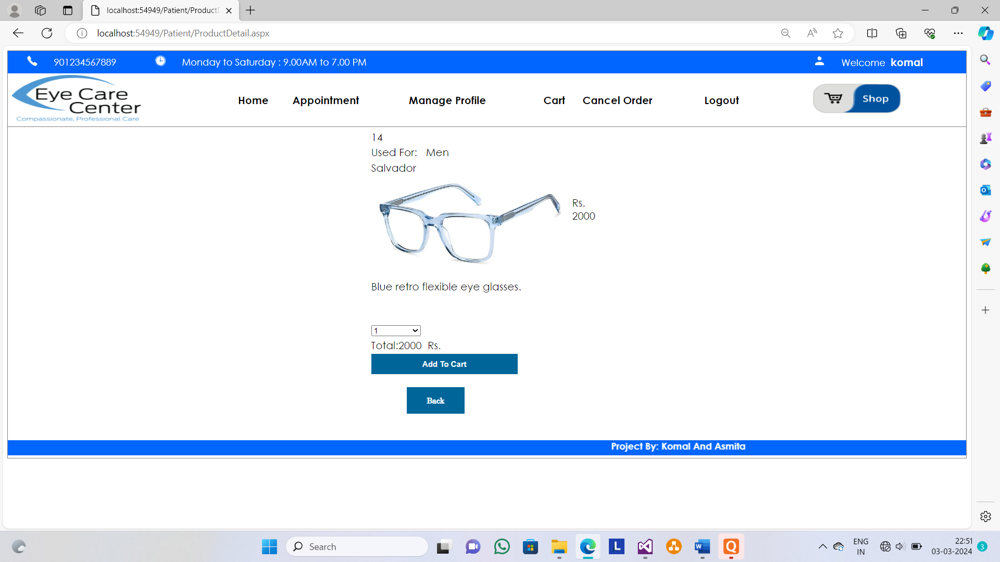 localhost:54949/Patient/ProductD
localhost:54949/Patient/ProductDetail.aspx
901234567889 Monday to Saturday : 9.00AM to 7.00 PM Welcome komal
Eye Care
Center
Compassionate, Professional Care
Home Appointment Manage Profile Cart Cancel Order Logout Shop
14
Used For: Men
Salvador
Rs.
2000
Blue retro flexible eye glasses.
1
Total:2000 Rs.
Add To Cart
Back
Project By: Komal And Asmita
Search
ENG
IN
22:51
03-03-2024
3